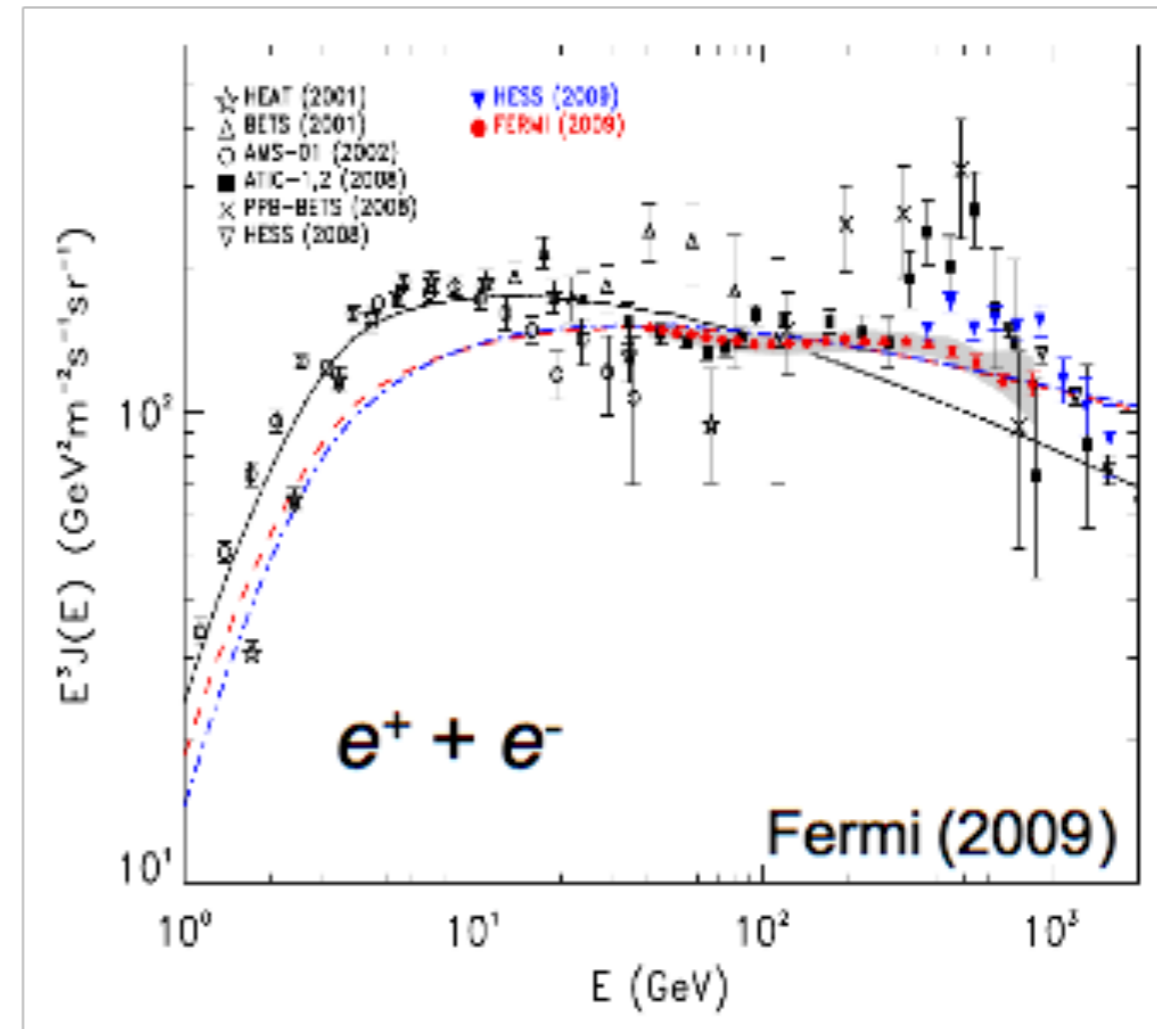 HEAT (2001)
BETS (2001)
AMS-01 (2002)
ATIC-1,2 (2008)
PPB-BETS (2008)
HESS (2008)
HESS (2009)
FERMI (2009)
E³J(E) (GeV²m⁻²s⁻¹sr⁻¹)
10²
10¹
e⁺ + e⁻
Fermi (2009)
10⁰ 10¹ 10² 10³
E (GeV)